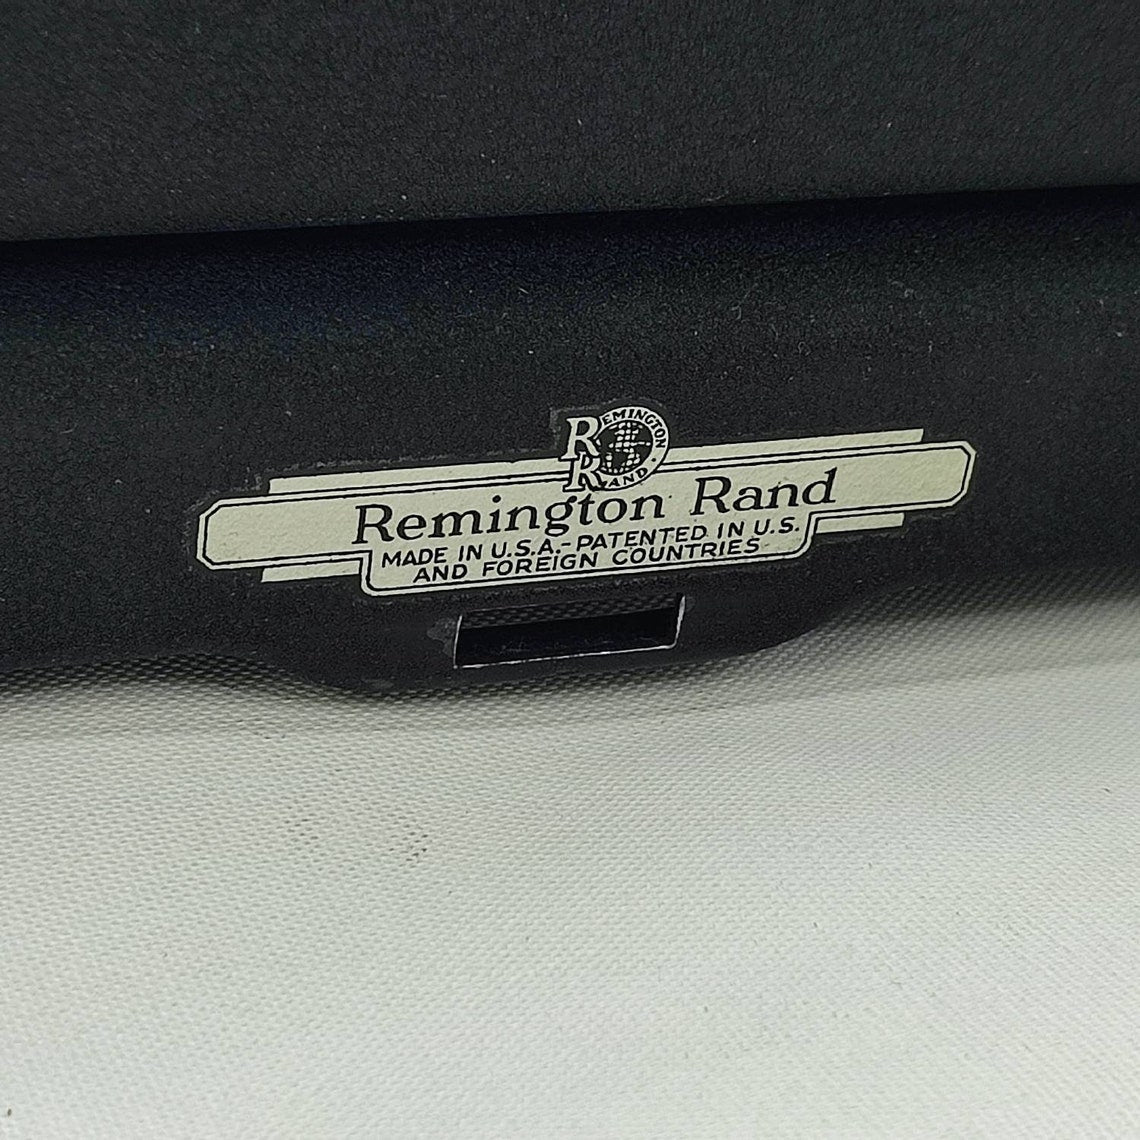 REMINGTON
RAND
Remington Rand
MADE IN U.S.A.-PATENTED IN U.S.
AND FOREIGN COUNTRIES